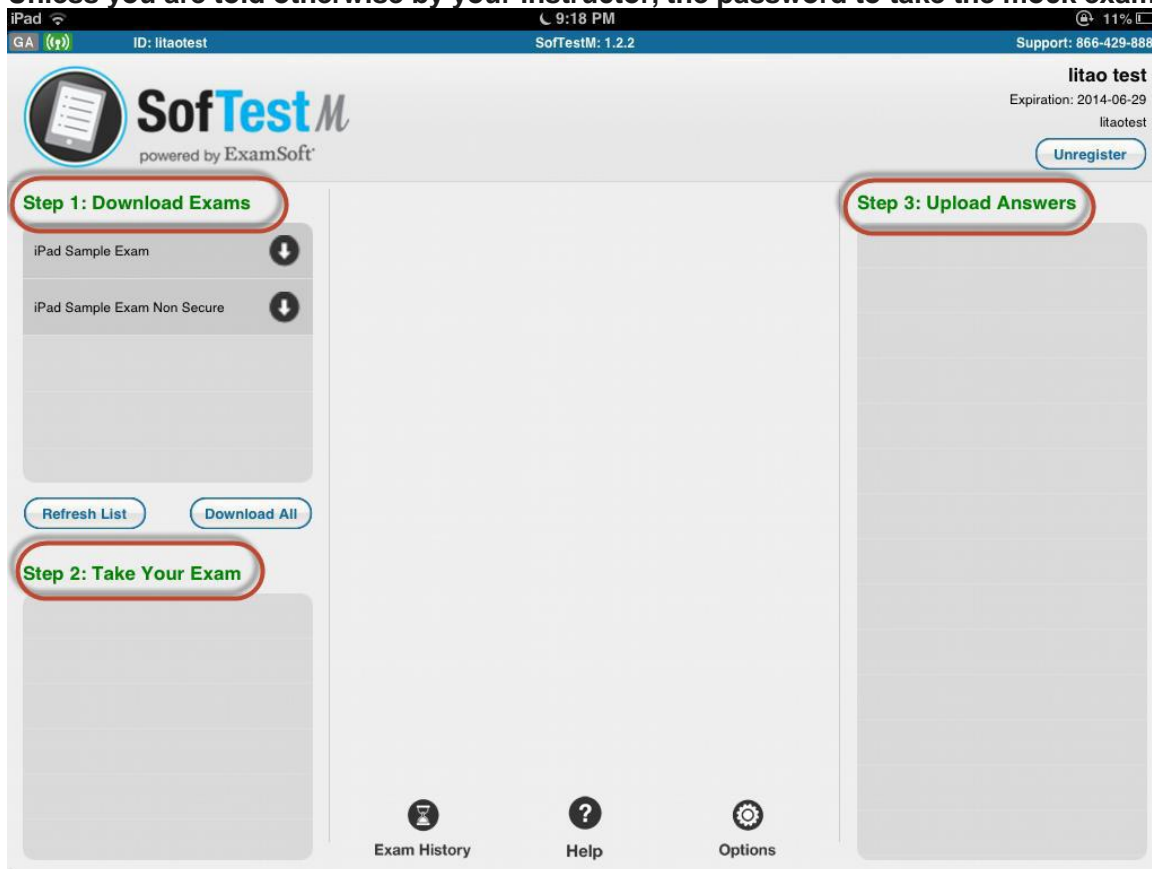 Unless you are told otherwise by your instructor, the password to take the mock exam
iPad 9:18 PM 11%
GA ID: litaotest SofTestM: 1.2.2 Support: 866-429-888
litao test
Expiration: 2014-06-29
litaotest
Unregister
SofTest M
powered by ExamSoft
Step 1: Download Exams
iPad Sample Exam
iPad Sample Exam Non Secure
Refresh List Download All
Step 2: Take Your Exam
Step 3: Upload Answers
Exam History Help Options